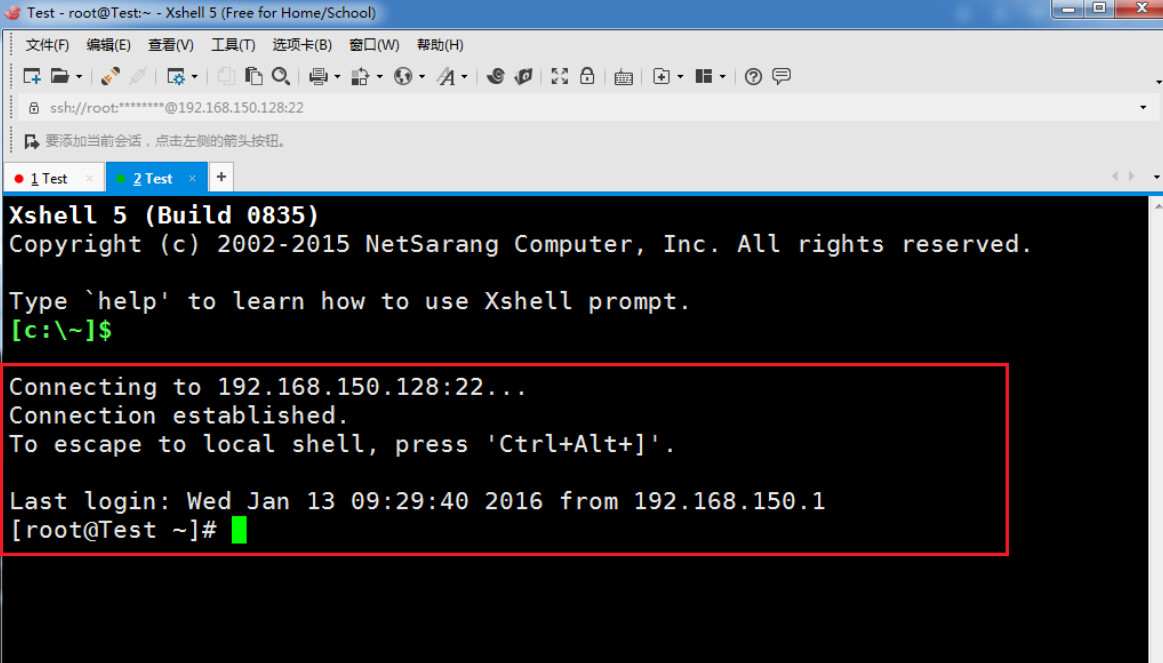 Test - root@Test:~ - Xshell 5 (Free for Home/School)
文件(F) 编辑(E) 查看(V) 工具(T) 选项卡(B) 窗口(W) 帮助(H)
ssh://root:********@192.168.150.128:22
要添加当前会话，点击左侧的箭头按钮。
1 Test × 2 Test × +
Xshell 5 (Build 0835)
Copyright (c) 2002-2015 NetSarang Computer, Inc. All rights reserved.
Type `help' to learn how to use Xshell prompt.
[c:\~]$
Connecting to 192.168.150.128:22...
Connection established.
To escape to local shell, press 'Ctrl+Alt+]'.
Last login: Wed Jan 13 09:29:40 2016 from 192.168.150.1
[root@Test ~]#